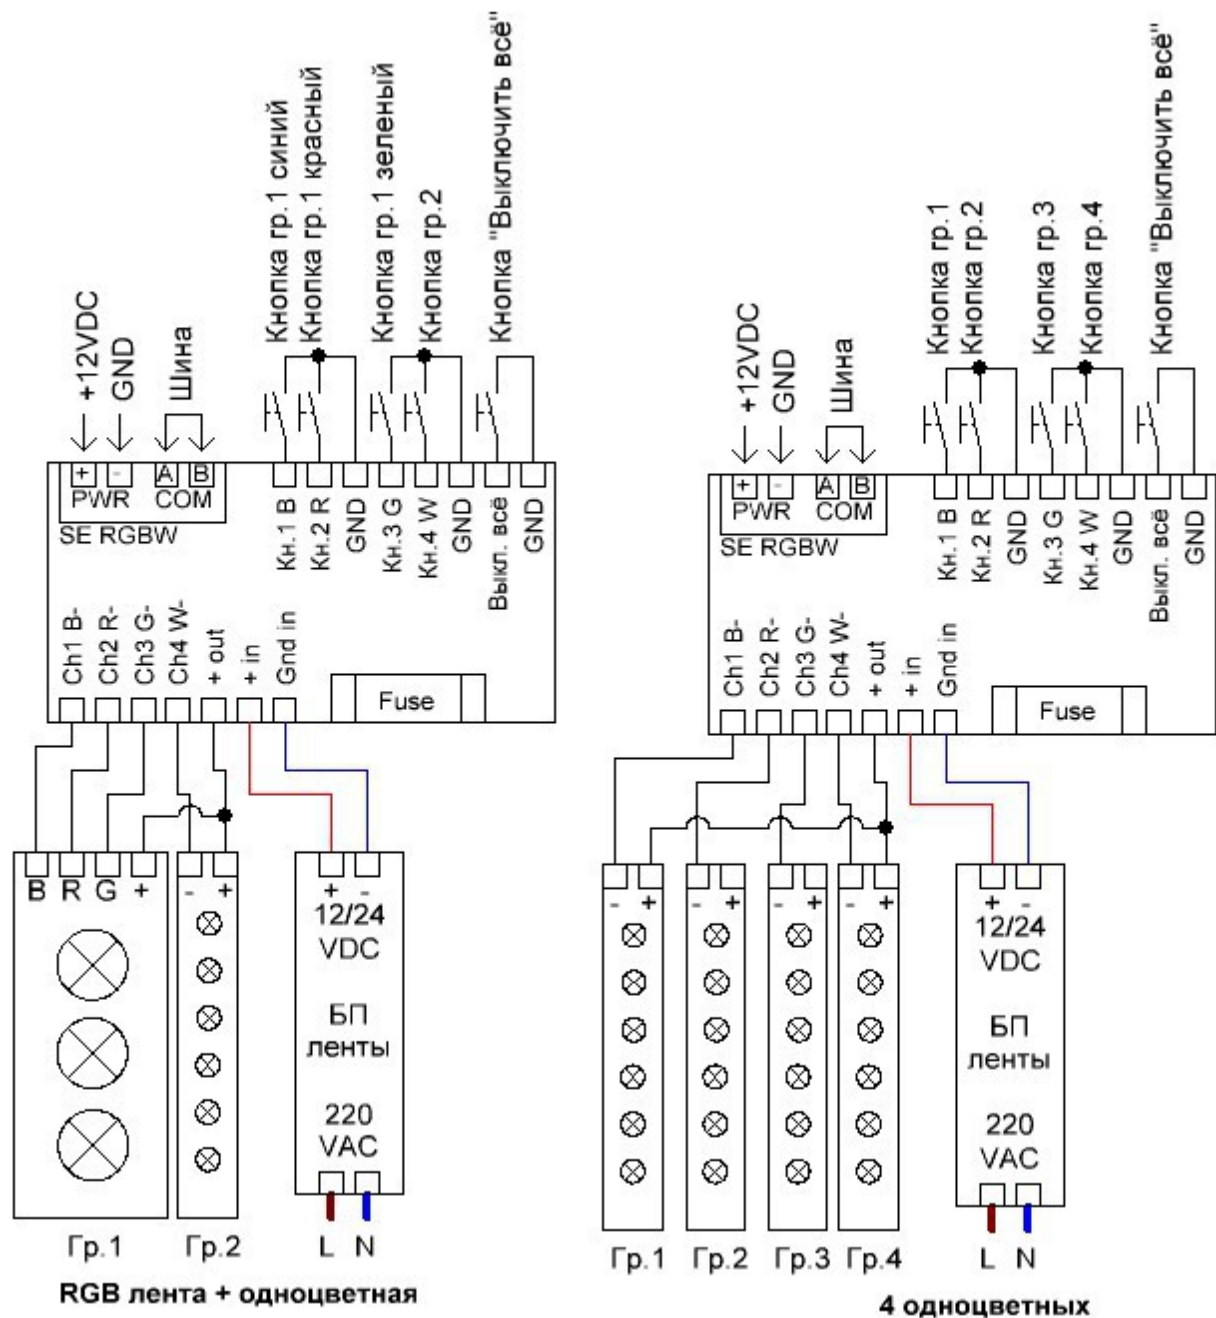 Кнопка гр.1 синий
Кнопка гр.1 красный
Кнопка гр.1 зеленый
Кнопка гр.2
Кнопка "Выключить всё"
+12VDC
GND
Шина
+ - A B
PWR COM
SE RGBW
Кн.1 B
Кн.2 R
GND
Кн.3 G
Кн.4 W
GND
Выкл. всё
GND
Ch1 B-
Ch2 R-
Ch3 G-
Ch4 W-
+ out
+ in
Gnd in
Fuse
B R G +
- +
+ -
12/24
VDC
БП
ленты
220
VAC
L N
Гр.1
Гр.2
RGB лента + одноцветная
Кнопка гр.1
Кнопка гр.2
Кнопка гр.3
Кнопка гр.4
Кнопка "Выключить всё"
+12VDC
GND
Шина
+ - A B
PWR COM
SE RGBW
Кн.1 B
Кн.2 R
GND
Кн.3 G
Кн.4 W
GND
Выкл. всё
GND
Ch1 B-
Ch2 R-
Ch3 G-
Ch4 W-
+ out
+ in
Gnd in
Fuse
- +
- +
- +
- +
+ -
12/24
VDC
БП
ленты
220
VAC
L N
Гр.1
Гр.2
Гр.3
Гр.4
4 одноцветных